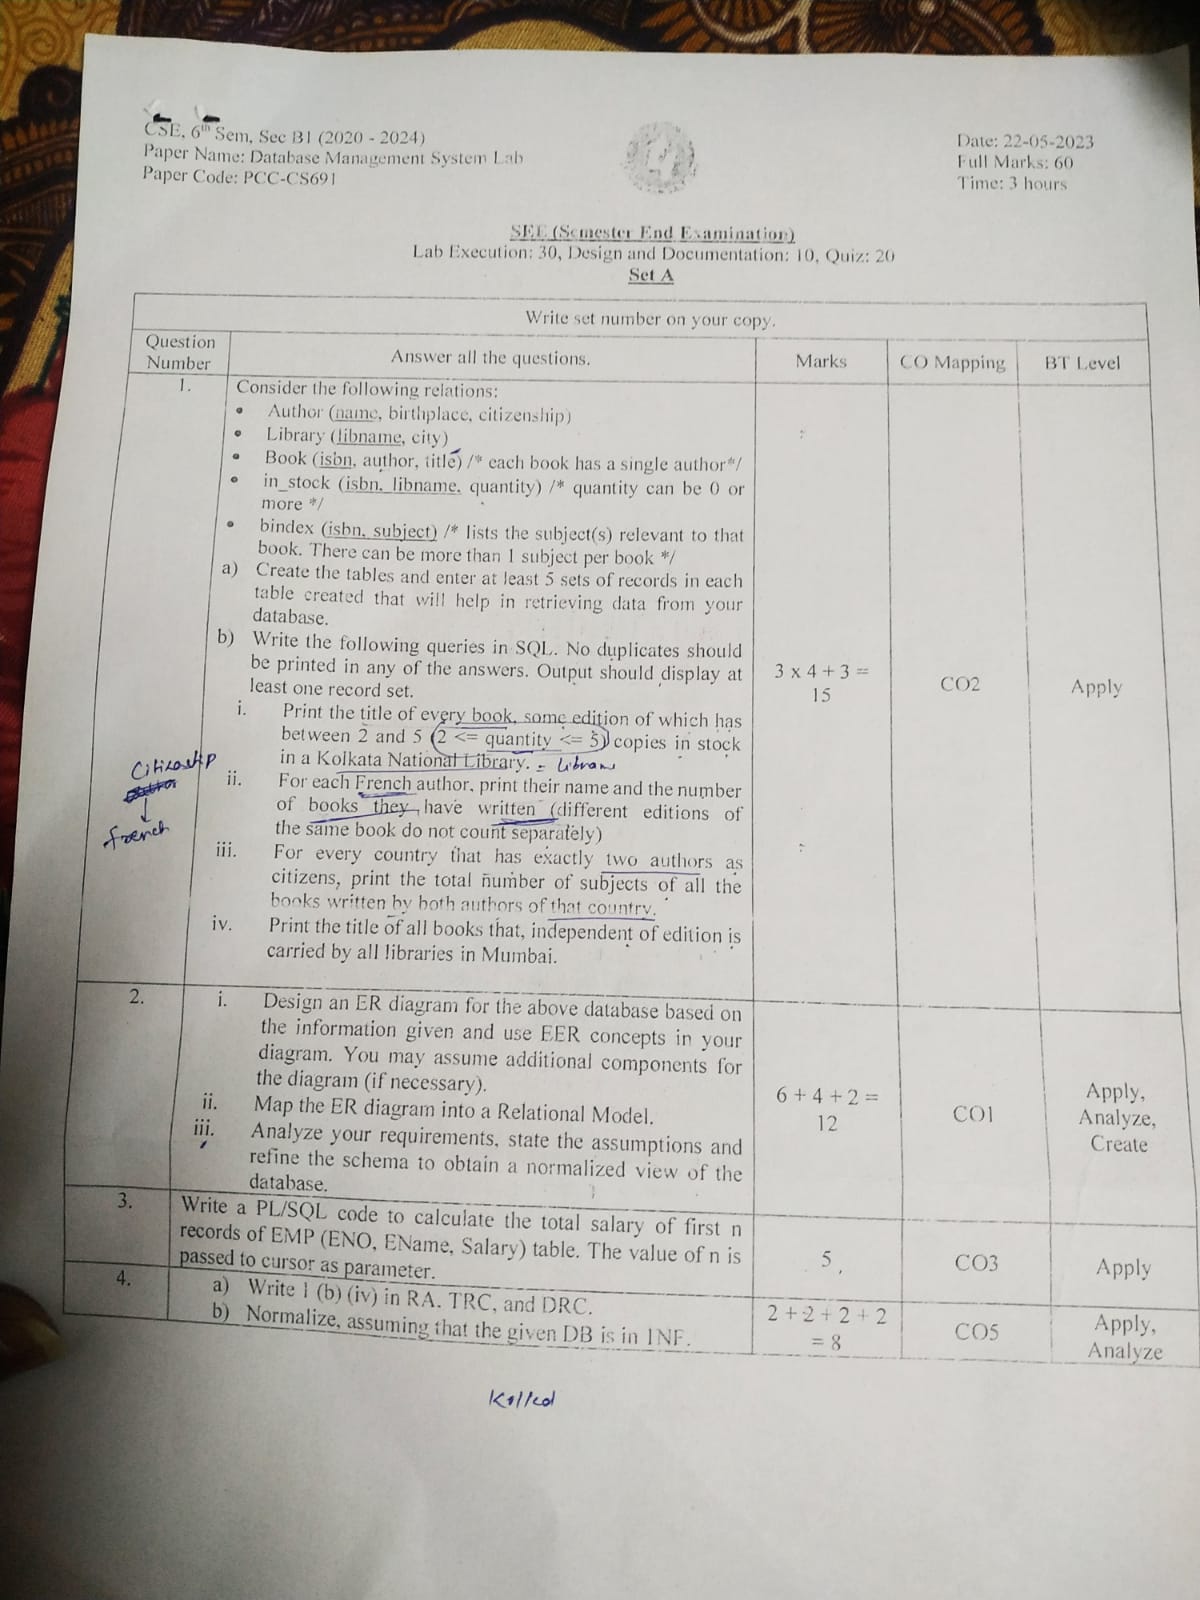 CSE, 6th Sem, Sec B1 (2020 - 2024)
Paper Name: Database Management System Lab
Paper Code: PCC-CS691
Date: 22-05-2023
Full Marks: 60
Time: 3 hours
SEE (Semester End Examination)
Lab Execution: 30, Design and Documentation: 10, Quiz: 20
Set A
Write set number on your copy.
Question Number
Answer all the questions.
Marks
CO Mapping
BT Level
1.
Consider the following relations:
• Author (name, birthplace, citizenship)
• Library (libname, city)
• Book (isbn, author, title) /* each book has a single author*/
• in_stock (isbn, libname, quantity) /* quantity can be 0 or
more */
• bindex (isbn, subject) /* lists the subject(s) relevant to that
book. There can be more than 1 subject per book */
a) Create the tables and enter at least 5 sets of records in each
table created that will help in retrieving data from your
database.
b) Write the following queries in SQL. No duplicates should
be printed in any of the answers. Output should display at
least one record set.
i. Print the title of every book, some edition of which has
between 2 and 5 (2 <= quantity <= 5) copies in stock
in a Kolkata National Library.
ii. For each French author, print their name and the number
of books they have written (different editions of
the same book do not count separately)
iii. For every country that has exactly two authors as
citizens, print the total number of subjects of all the
books written by both authors of that country.
iv. Print the title of all books that, independent of edition is
carried by all libraries in Mumbai.
3 x 4 + 3 =
15
CO2
Apply
french
2.
i. Design an ER diagram for the above database based on
the information given and use EER concepts in your
diagram. You may assume additional components for
the diagram (if necessary).
ii. Map the ER diagram into a Relational Model.
iii. Analyze your requirements, state the assumptions and
refine the schema to obtain a normalized view of the
database.
6 + 4 + 2 =
12
CO1
Apply,
Analyze,
Create
3.
Write a PL/SQL code to calculate the total salary of first n
records of EMP (ENO, EName, Salary) table. The value of n is
passed to cursor as parameter.
5
CO3
Apply
4.
a) Write 1 (b) (iv) in RA, TRC, and DRC.
b) Normalize, assuming that the given DB is in 1NF.
2 + 2 + 2 + 2
= 8
CO5
Apply,
Analyze